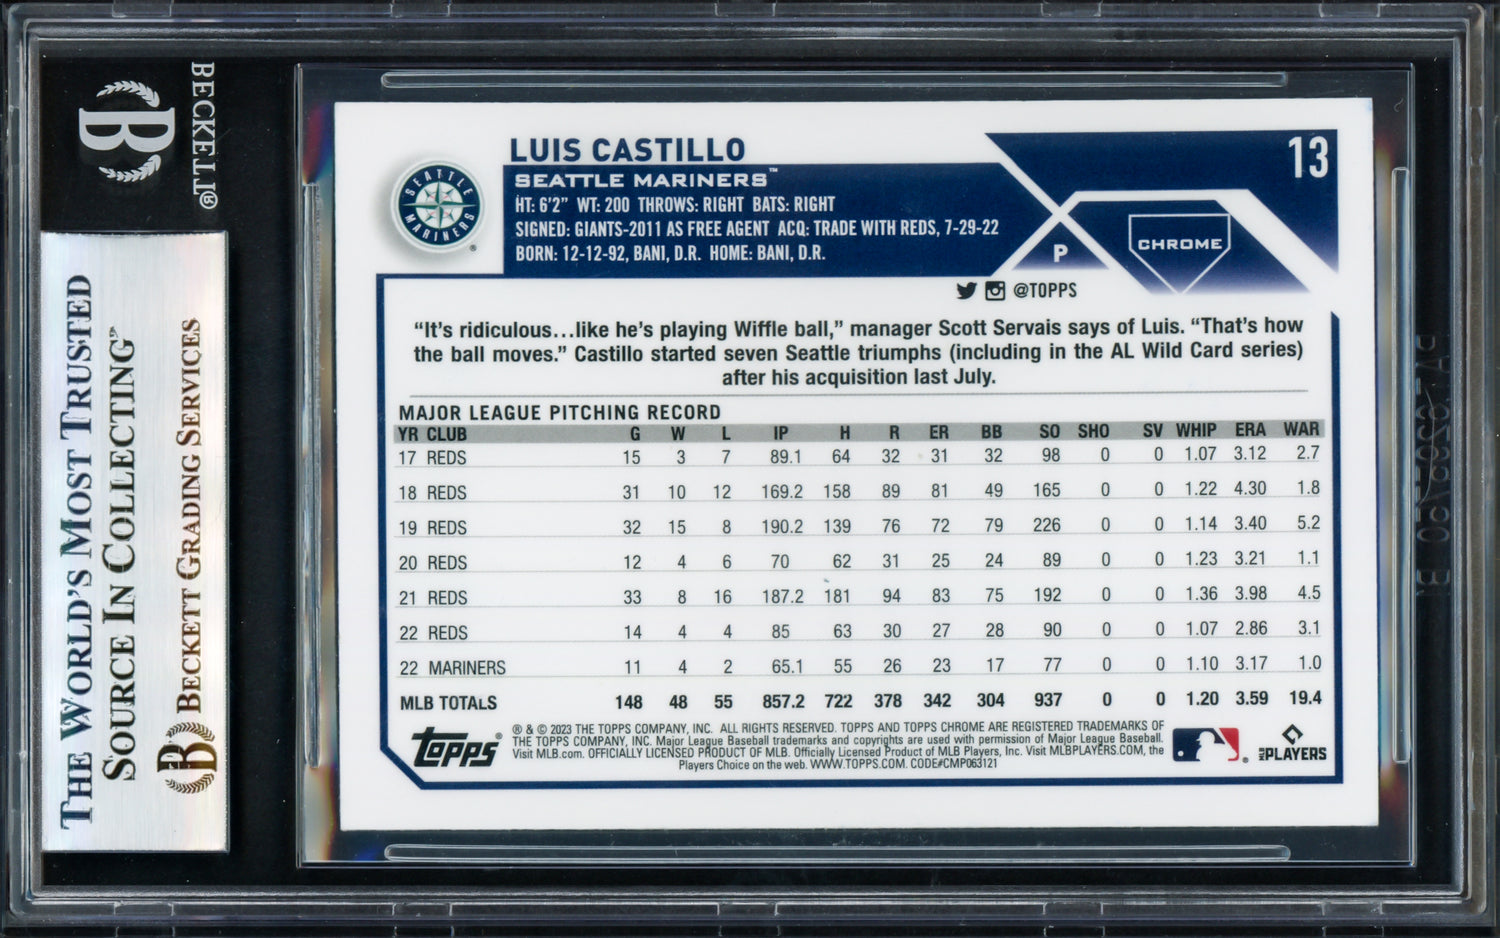 BECKETT®
THE WORLD'S MOST TRUSTED
SOURCE IN COLLECTING™
BECKETT GRADING SERVICES
LUIS CASTILLO
13
SEATTLE MARINERS™
SEATTLE MARINERS ®
HT: 6'2" WT: 200 THROWS: RIGHT BATS: RIGHT
SIGNED: GIANTS-2011 AS FREE AGENT ACQ: TRADE WITH REDS, 7-29-22
BORN: 12-12-92, BANI, D.R. HOME: BANI, D.R.
P
CHROME
@TOPPS
“It's ridiculous...like he's playing Wiffle ball,” manager Scott Servais says of Luis. “That's how
the ball moves.” Castillo started seven Seattle triumphs (including in the AL Wild Card series)
after his acquisition last July.
MAJOR LEAGUE PITCHING RECORD
YR CLUB G W L IP H R ER BB SO SHO SV WHIP ERA WAR
17 REDS 15 3 7 89.1 64 32 31 32 98 0 0 1.07 3.12 2.7
18 REDS 31 10 12 169.2 158 89 81 49 165 0 0 1.22 4.30 1.8
19 REDS 32 15 8 190.2 139 76 72 79 226 0 0 1.14 3.40 5.2
20 REDS 12 4 6 70 62 31 25 24 89 0 0 1.23 3.21 1.1
21 REDS 33 8 16 187.2 181 94 83 75 192 0 0 1.36 3.98 4.5
22 REDS 14 4 4 85 63 30 27 28 90 0 0 1.07 2.86 3.1
22 MARINERS 11 4 2 65.1 55 26 23 17 77 0 0 1.10 3.17 1.0
MLB TOTALS 148 48 55 857.2 722 378 342 304 937 0 0 1.20 3.59 19.4
Topps®
® & © 2023 THE TOPPS COMPANY, INC. ALL RIGHTS RESERVED. TOPPS AND TOPPS CHROME ARE REGISTERED TRADEMARKS OF
THE TOPPS COMPANY, INC. Major League Baseball trademarks and copyrights are used with permission of Major League Baseball.
Visit MLB.com. OFFICIALLY LICENSED PRODUCT OF MLB. Officially Licensed Product of MLB Players, Inc. Visit MLBPLAYERS.COM, the
Players Choice on the web. WWW.TOPPS.COM. CODE#CMP063121
MLB PLAYERS